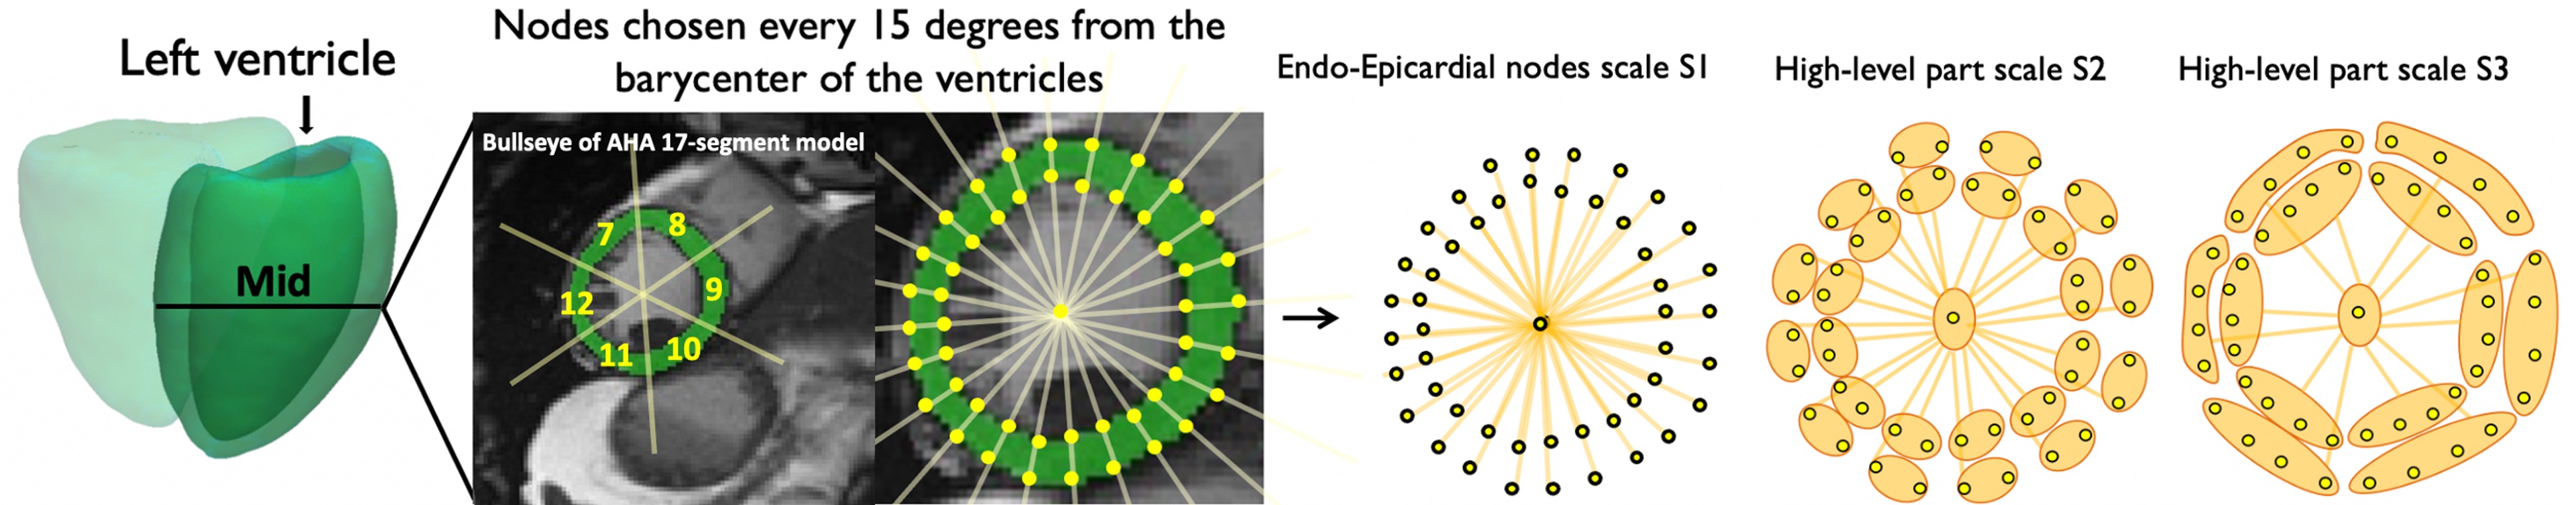 Left ventricle
Mid
Nodes chosen every 15 degrees from the
barycenter of the ventricles
Bullseye of AHA 17-segment model
7
8
9
12
11
10
Endo-Epicardial nodes scale S1
High-level part scale S2
High-level part scale S3